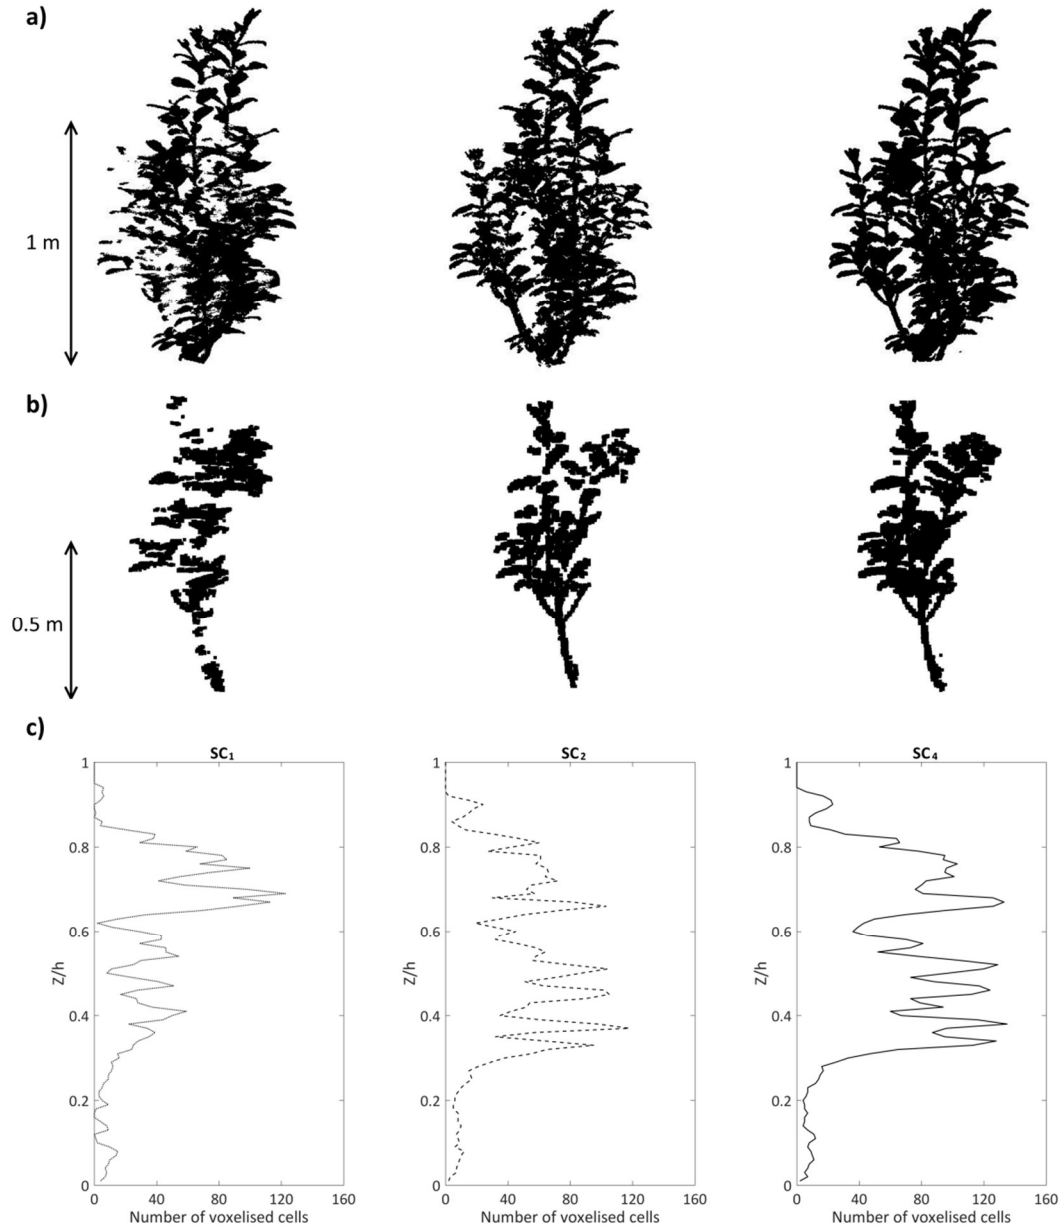 a)
1 m
b)
0.5 m
c)
SC₁ SC₂ SC₄
1 1 1
0.8 0.8 0.8
0.6 0.6 0.6
Z/h Z/h Z/h
0.4 0.4 0.4
0.2 0.2 0.2
0 0 0
0 40 80 120 160 0 40 80 120 160 0 40 80 120 160
Number of voxelised cells Number of voxelised cells Number of voxelised cells